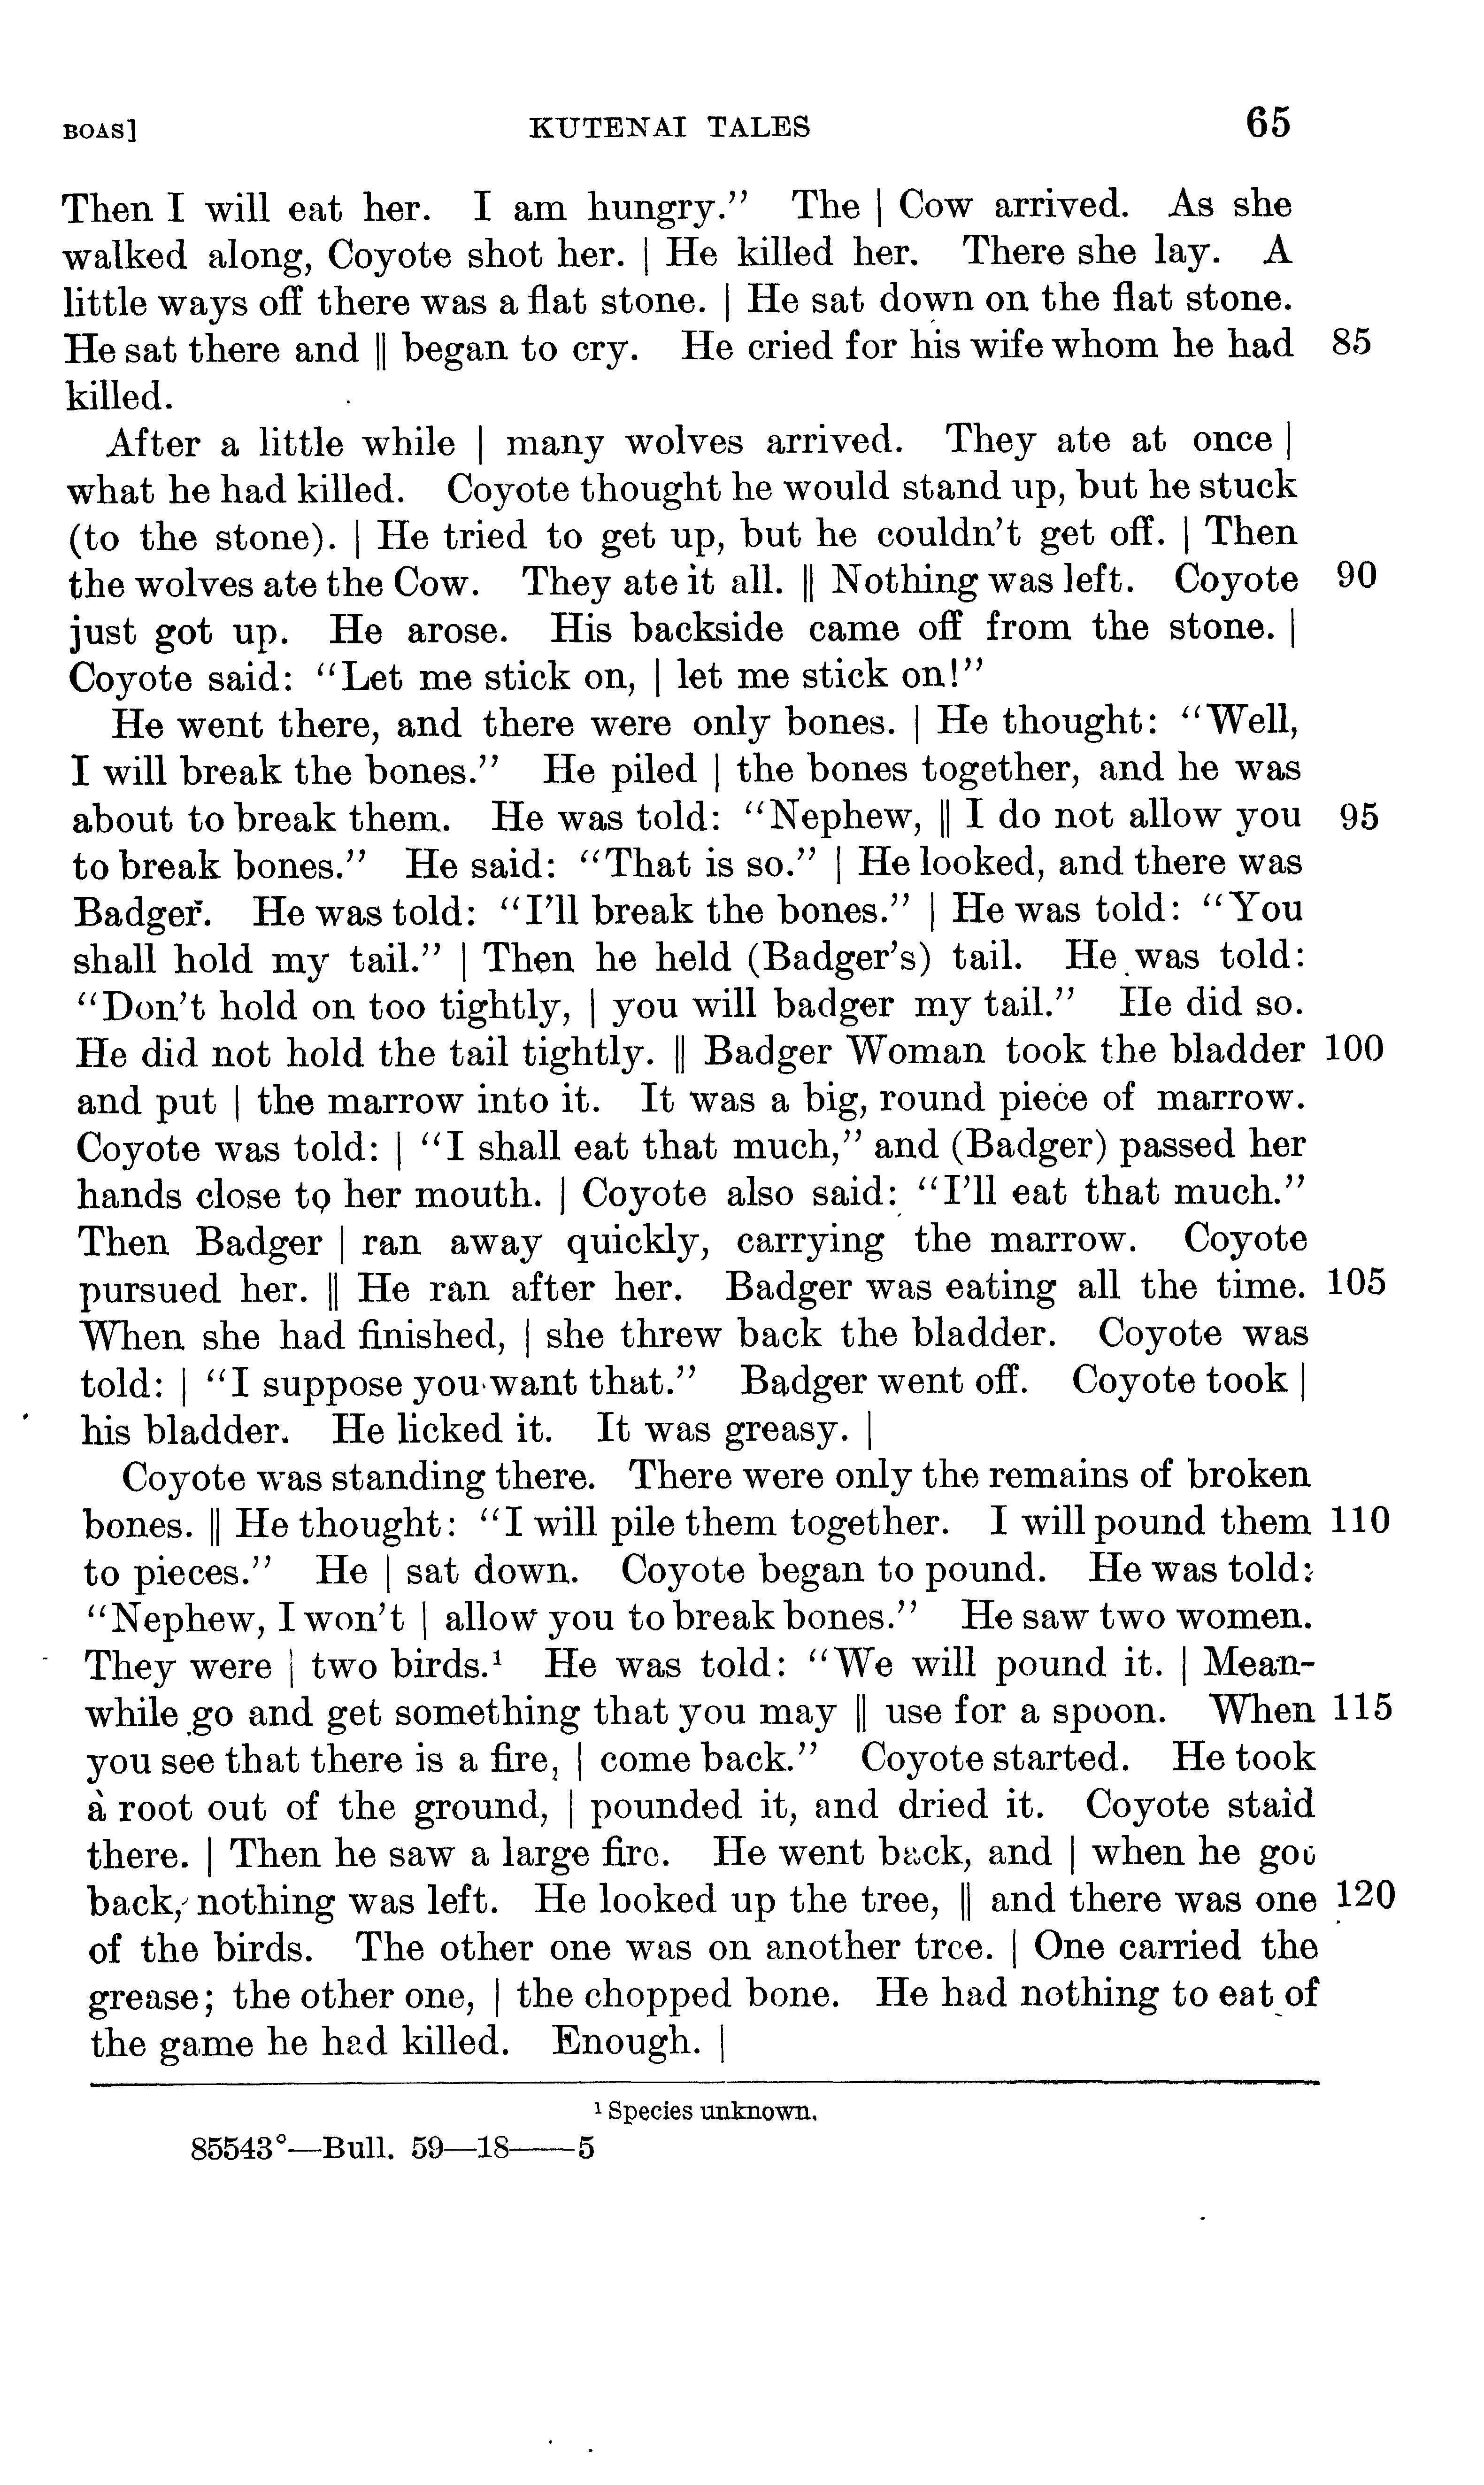 BOAS] KUTENAI TALES 65
Then I will eat her. I am hungry.” The | Cow arrived. As she
walked along, Coyote shot her. | He killed her. There she lay. A
little ways off there was a flat stone. | He sat down on the flat stone.
He sat there and || began to cry. He cried for his wife whom he had 85
killed.
After a little while | many wolves arrived. They ate at once |
what he had killed. Coyote thought he would stand up, but he stuck
(to the stone). | He tried to get up, but he couldn’t get off. | Then
the wolves ate the Cow. They ate it all. || Nothing was left. Coyote 90
just got up. He arose. His backside came off from the stone. |
Coyote said: “Let me stick on, | let me stick on!”
He went there, and there were only bones. | He thought: “Well,
I will break the bones.” He piled | the bones together, and he was
about to break them. He was told: “Nephew, || I do not allow you 95
to break bones.” He said: “That is so.” | He looked, and there was
Badger. He was told: “I’ll break the bones.” | He was told: “You
shall hold my tail.” | Then he held (Badger’s) tail. He was told:
“Don’t hold on too tightly, | you will badger my tail.” He did so.
He did not hold the tail tightly. || Badger Woman took the bladder 100
and put | the marrow into it. It was a big, round piece of marrow.
Coyote was told: | “I shall eat that much,” and (Badger) passed her
hands close to her mouth. | Coyote also said: “I’ll eat that much.”
Then Badger | ran away quickly, carrying the marrow. Coyote
pursued her. || He ran after her. Badger was eating all the time. 105
When she had finished, | she threw back the bladder. Coyote was
told: | “I suppose you want that.” Badger went off. Coyote took |
his bladder. He licked it. It was greasy. |
Coyote was standing there. There were only the remains of broken
bones. || He thought: “I will pile them together. I will pound them 110
to pieces.” He | sat down. Coyote began to pound. He was told:
“Nephew, I won’t | allow you to break bones.” He saw two women.
They were | two birds.¹ He was told: “We will pound it. | Mean-
while go and get something that you may || use for a spoon. When 115
you see that there is a fire, | come back.” Coyote started. He took
a root out of the ground, | pounded it, and dried it. Coyote staid
there. | Then he saw a large fire. He went back, and | when he got
back, nothing was left. He looked up the tree, || and there was one 120
of the birds. The other one was on another tree. | One carried the
grease; the other one, | the chopped bone. He had nothing to eat of
the game he had killed. Enough. |
¹ Species unknown.
85543°—Bull. 59—18——5